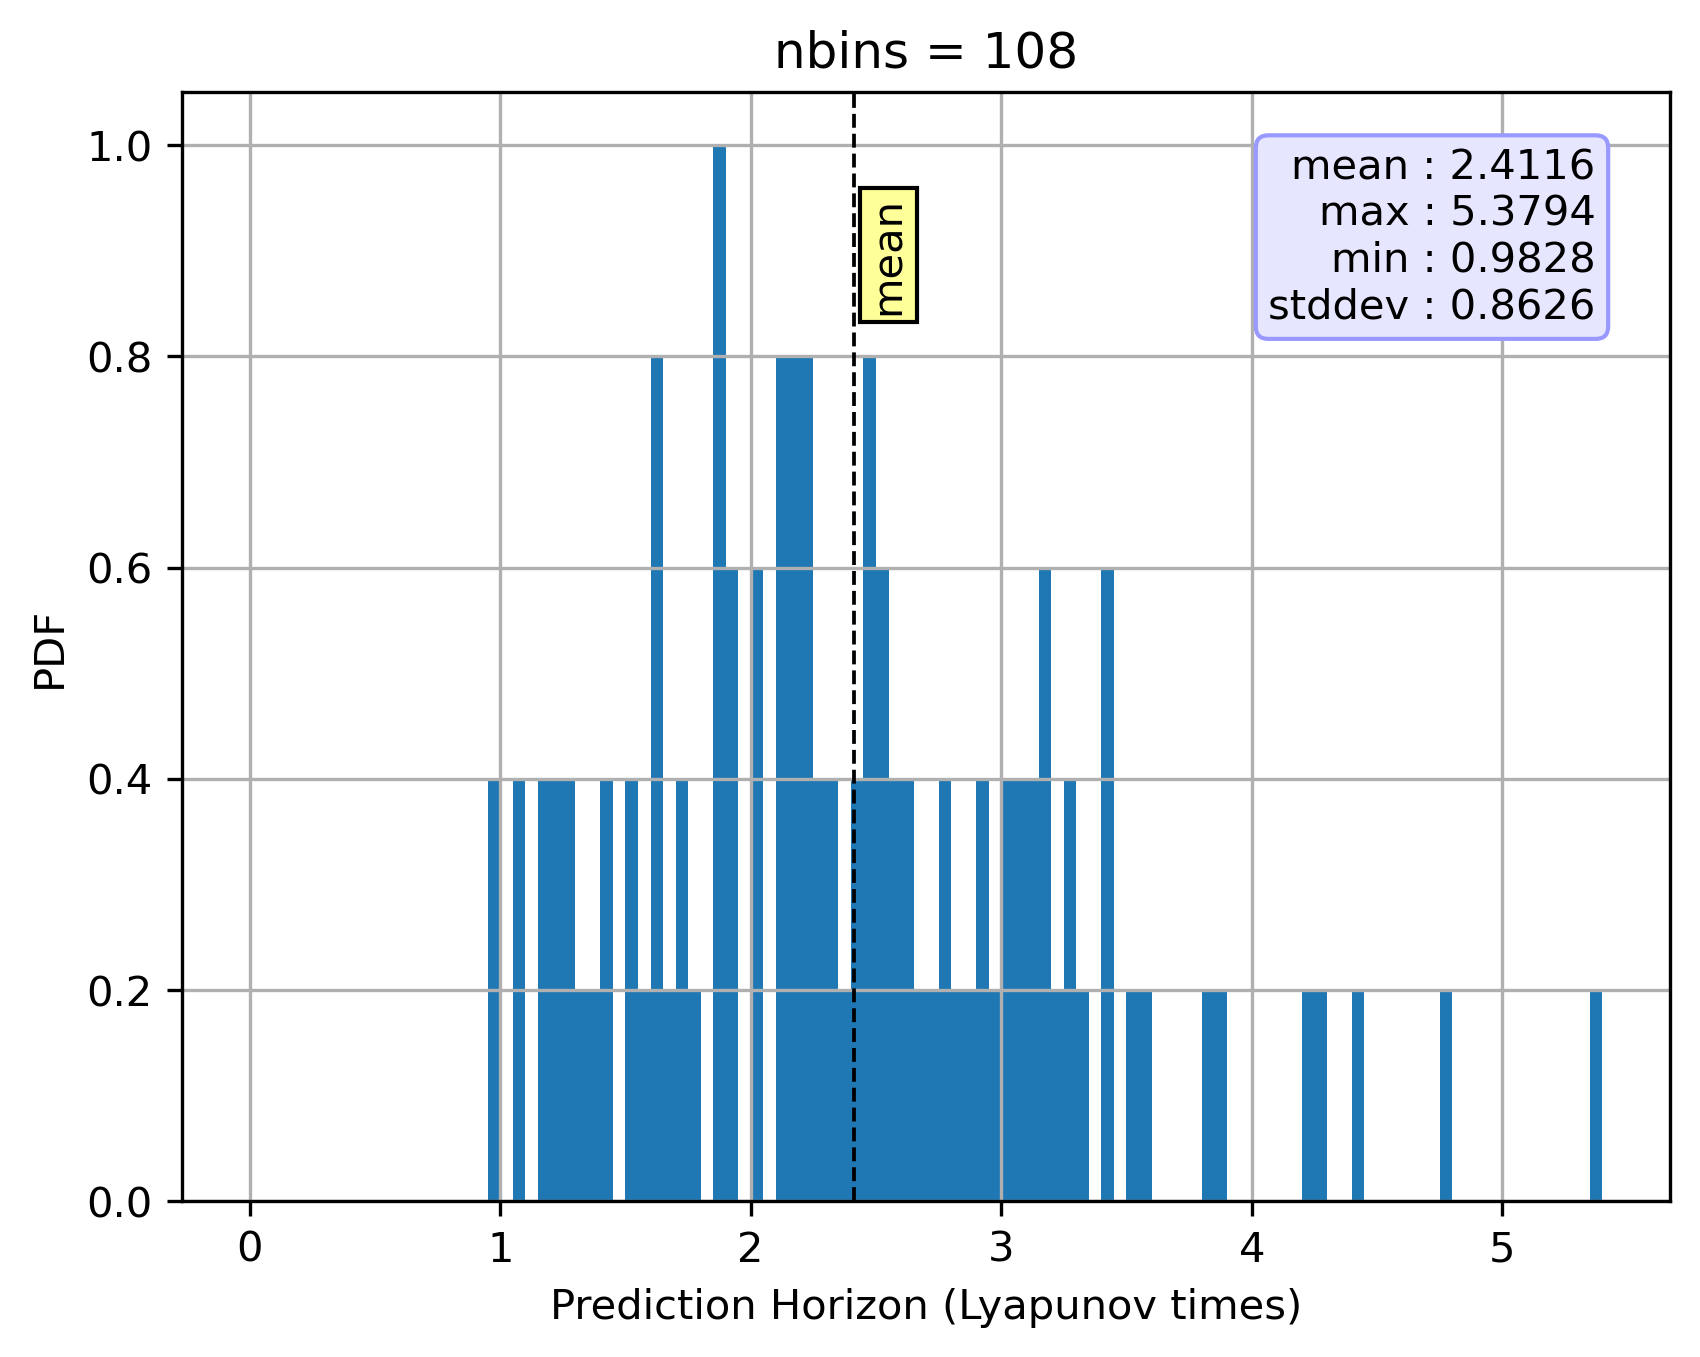 nbins = 108
1.0
0.8
0.6
0.4
0.2
0.0
PDF
mean
mean : 2.4116
max : 5.3794
min : 0.9828
stddev : 0.8626
0 1 2 3 4 5
Prediction Horizon (Lyapunov times)